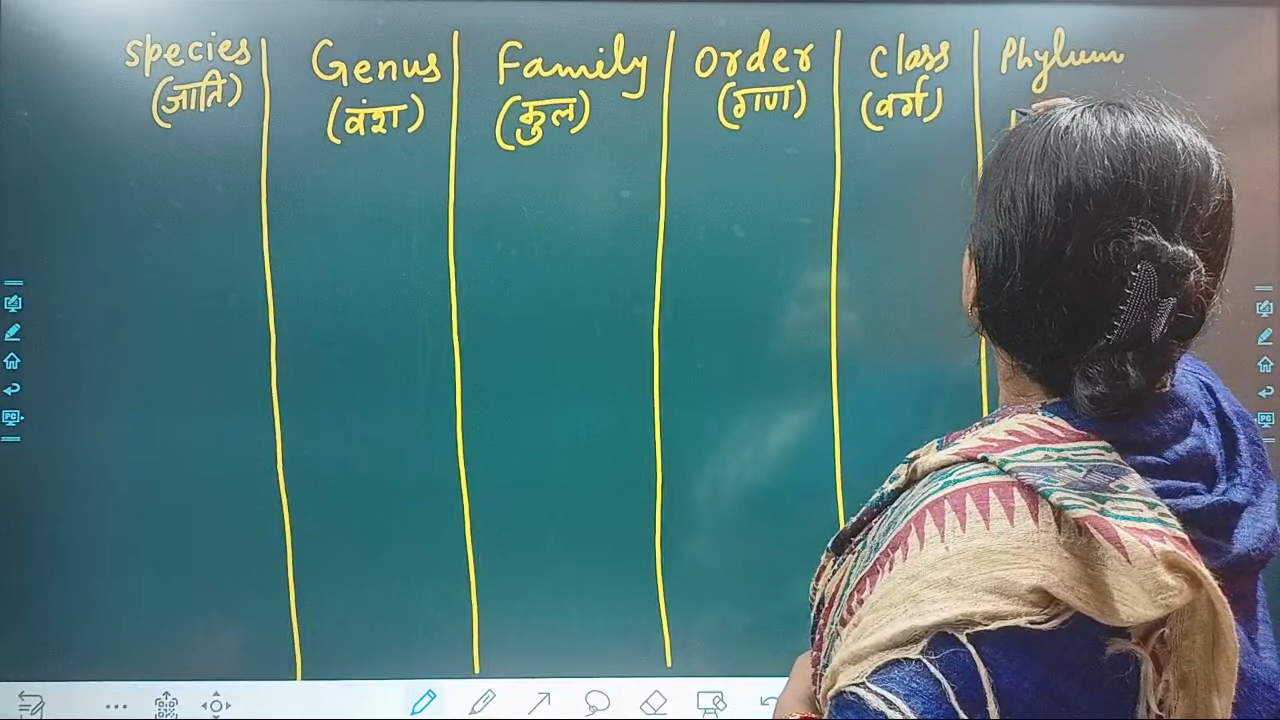 Species
(जाति)
Genus
(वंश)
Family
(कुल)
Order
(गण)
Class
(वर्ग)
Phylum